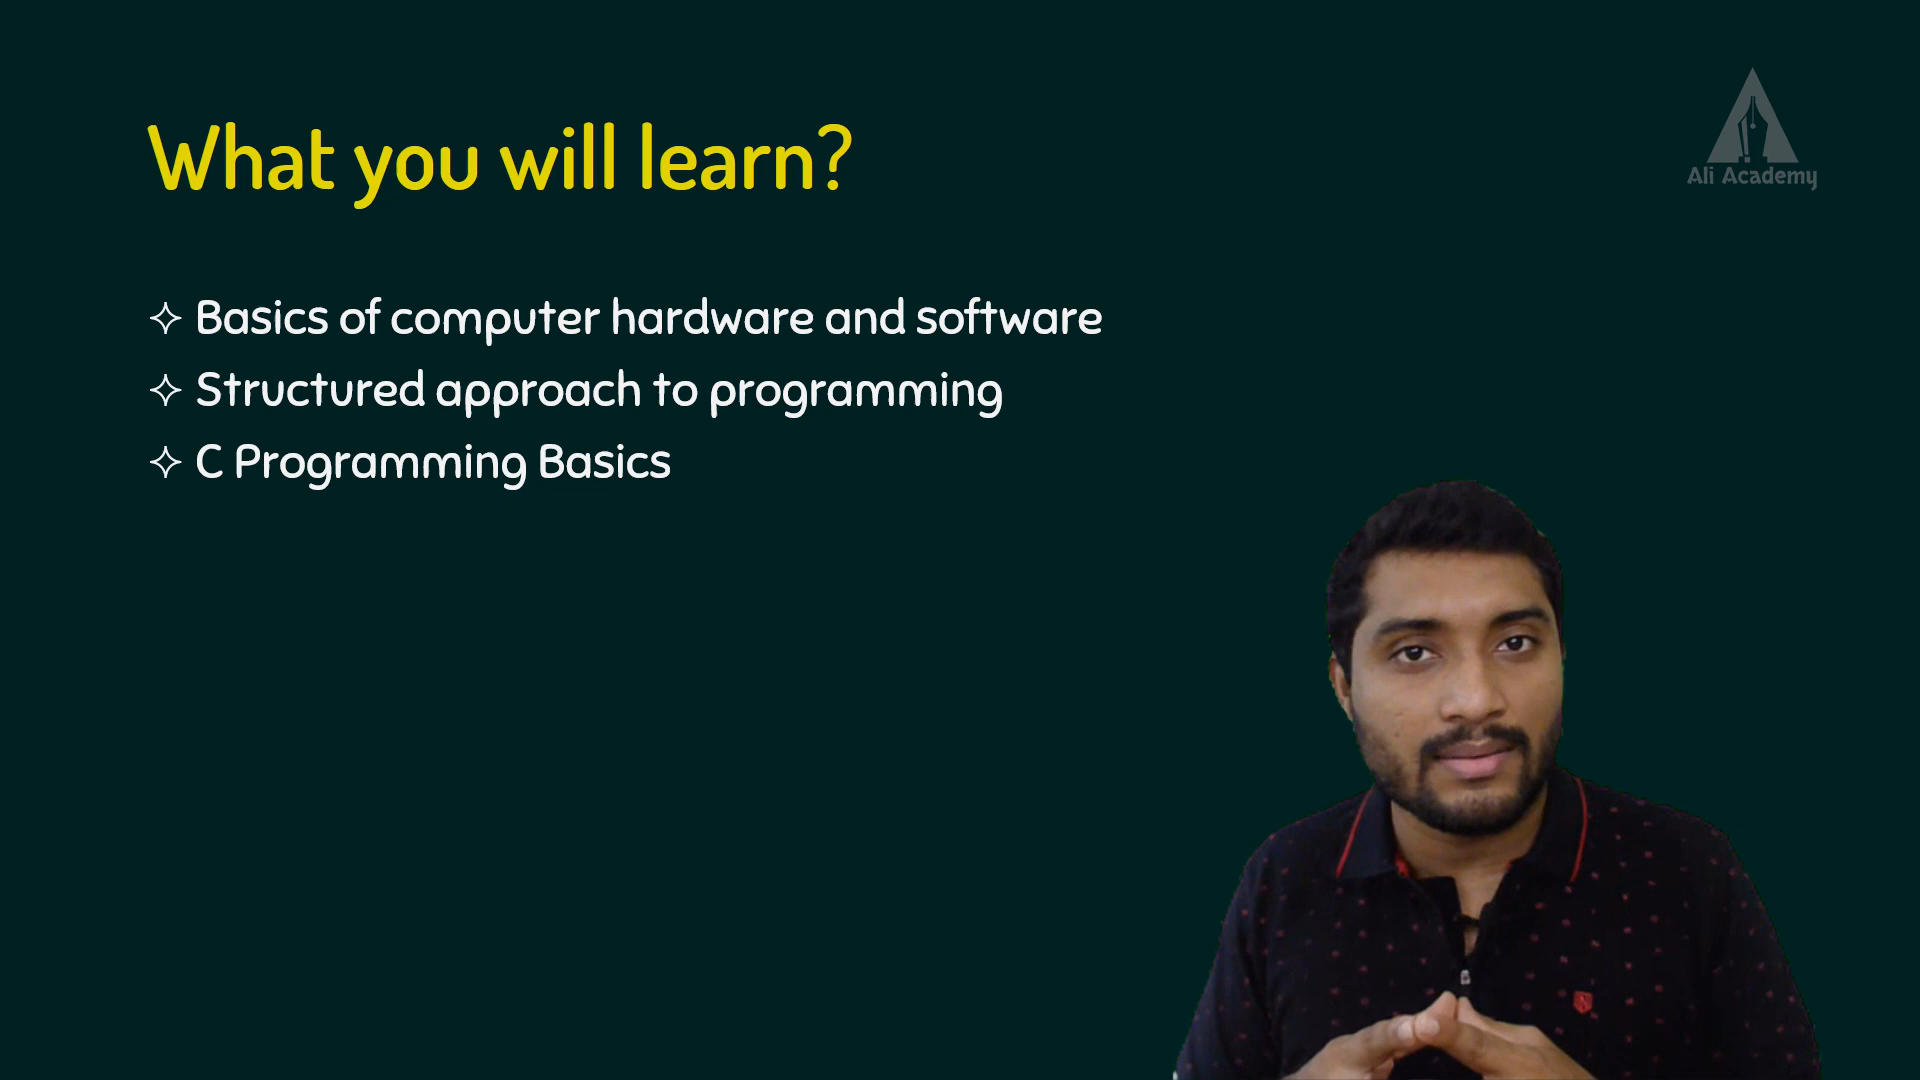 What you will learn?
Ali Academy
✧ Basics of computer hardware and software
✧ Structured approach to programming
✧ C Programming Basics